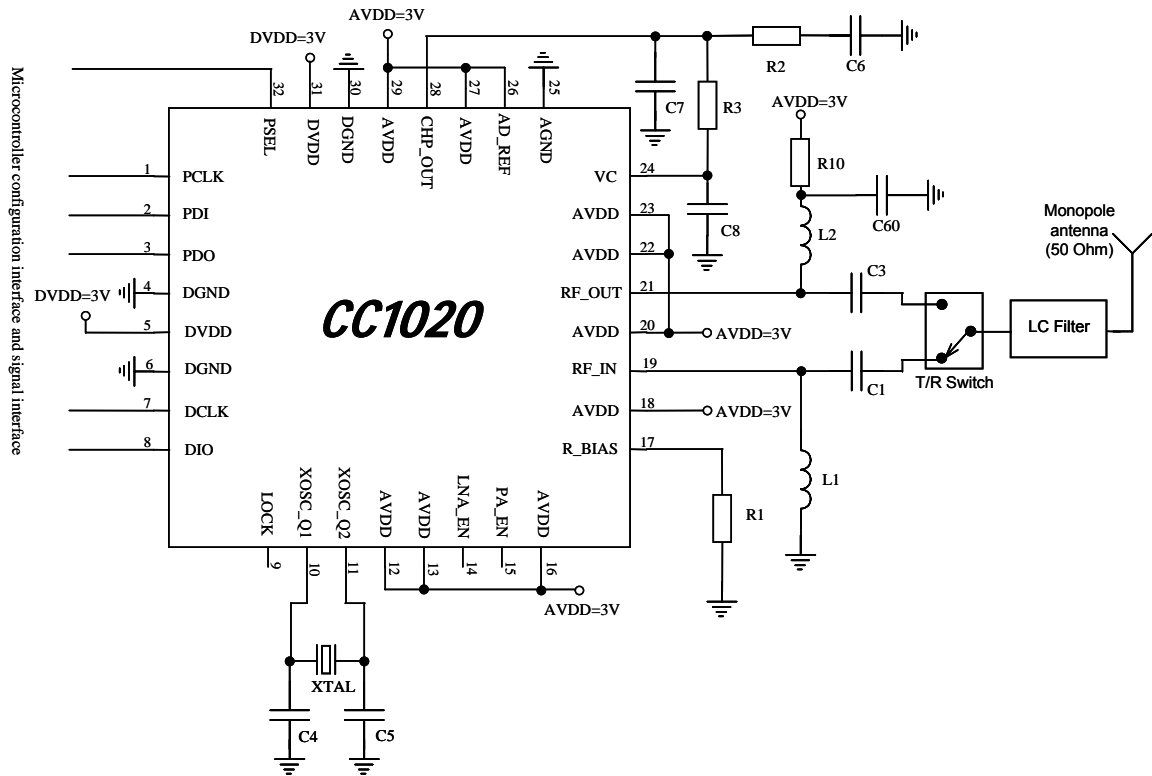 AVDD=3V
DVDD=3V
R2
C6
Microcontroller configuration interface and signal interface
32
31
30
29
28
27
26
25
C7
R3
AVDD=3V
PSEL
DVDD
DGND
AVDD
CHP_OUT
AVDD
AD_REF
AGND
R10
1
PCLK
VC
24
2
PDI
AVDD
23
C8
L2
C60
Monopole
antenna
(50 Ohm)
3
PDO
AVDD
22
C3
DVDD=3V
4
DGND
RF_OUT
21
5
DVDD
CC1020
AVDD
20
AVDD=3V
LC Filter
6
DGND
RF_IN
19
C1
T/R Switch
7
DCLK
AVDD
18
AVDD=3V
8
DIO
R_BIAS
17
L1
LOCK
XOSC_Q1
XOSC_Q2
AVDD
AVDD
LNA_EN
PA_EN
AVDD
R1
9
10
11
12
13
14
15
16
AVDD=3V
XTAL
C4
C5